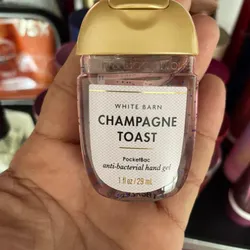 WHITE BARN
CHAMPAGNE
TOAST
PocketBac
anti-bacterial hand gel
1 fl oz / 29 mL